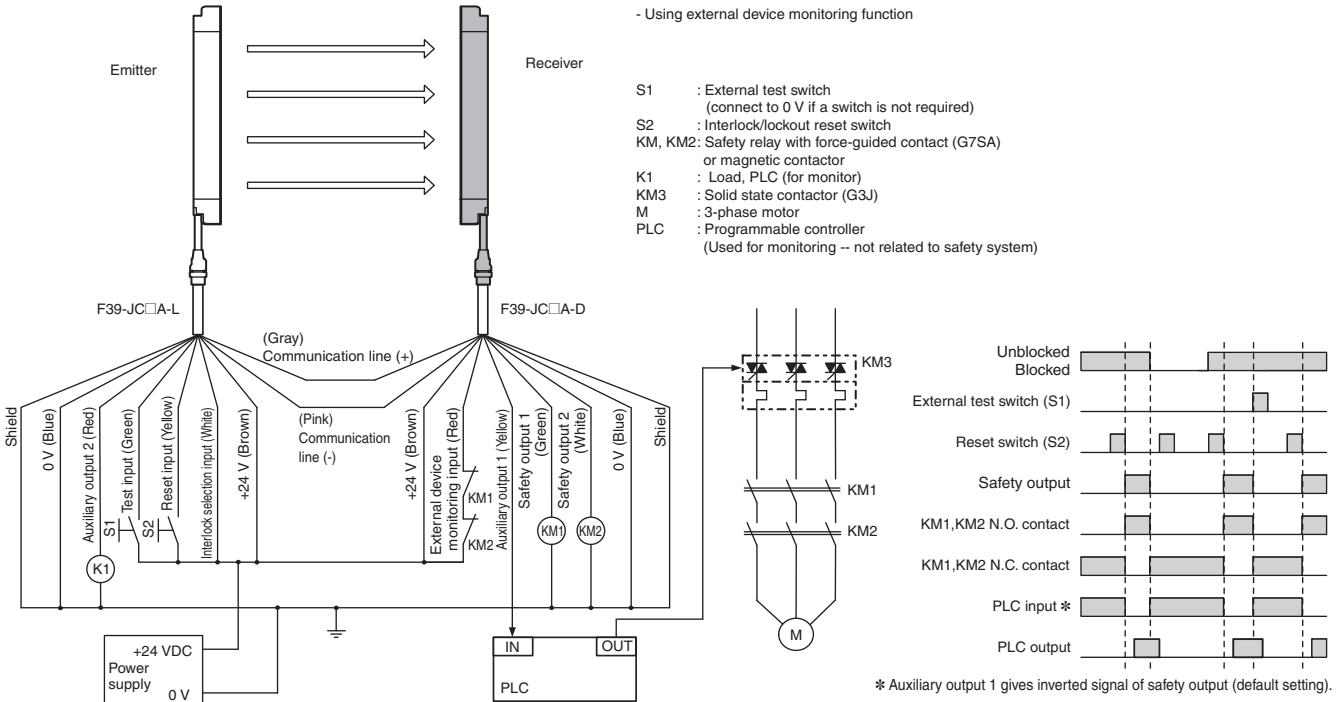 - Using external device monitoring function
Emitter
Receiver
S1 : External test switch
(connect to 0 V if a switch is not required)
S2 : Interlock/lockout reset switch
KM, KM2: Safety relay with force-guided contact (G7SA)
or magnetic contactor
K1 : Load, PLC (for monitor)
KM3 : Solid state contactor (G3J)
M : 3-phase motor
PLC : Programmable controller
(Used for monitoring -- not related to safety system)
F39-JC□A-L
F39-JC□A-D
(Gray)
Communication line (+)
(Pink)
Communication
line (-)
Shield
0 V (Blue)
Auxiliary output 2 (Red)
S1
Test input (Green)
S2
Reset input (Yellow)
Interlock selection input (White)
+24 V (Brown)
+24 V (Brown)
External device
monitoring input (Red)
KM1
KM2
Auxiliary output 1 (Yellow)
Safety output 1
(Green)
Safety output 2
(White)
0 V (Blue)
Shield
K1
KM1
KM2
+24 VDC
Power
supply
0 V
IN
OUT
PLC
KM3
KM1
KM2
M
Unblocked
Blocked
External test switch (S1)
Reset switch (S2)
Safety output
KM1,KM2 N.O. contact
KM1,KM2 N.C. contact
PLC input ✻
PLC output
✻ Auxiliary output 1 gives inverted signal of safety output (default setting).